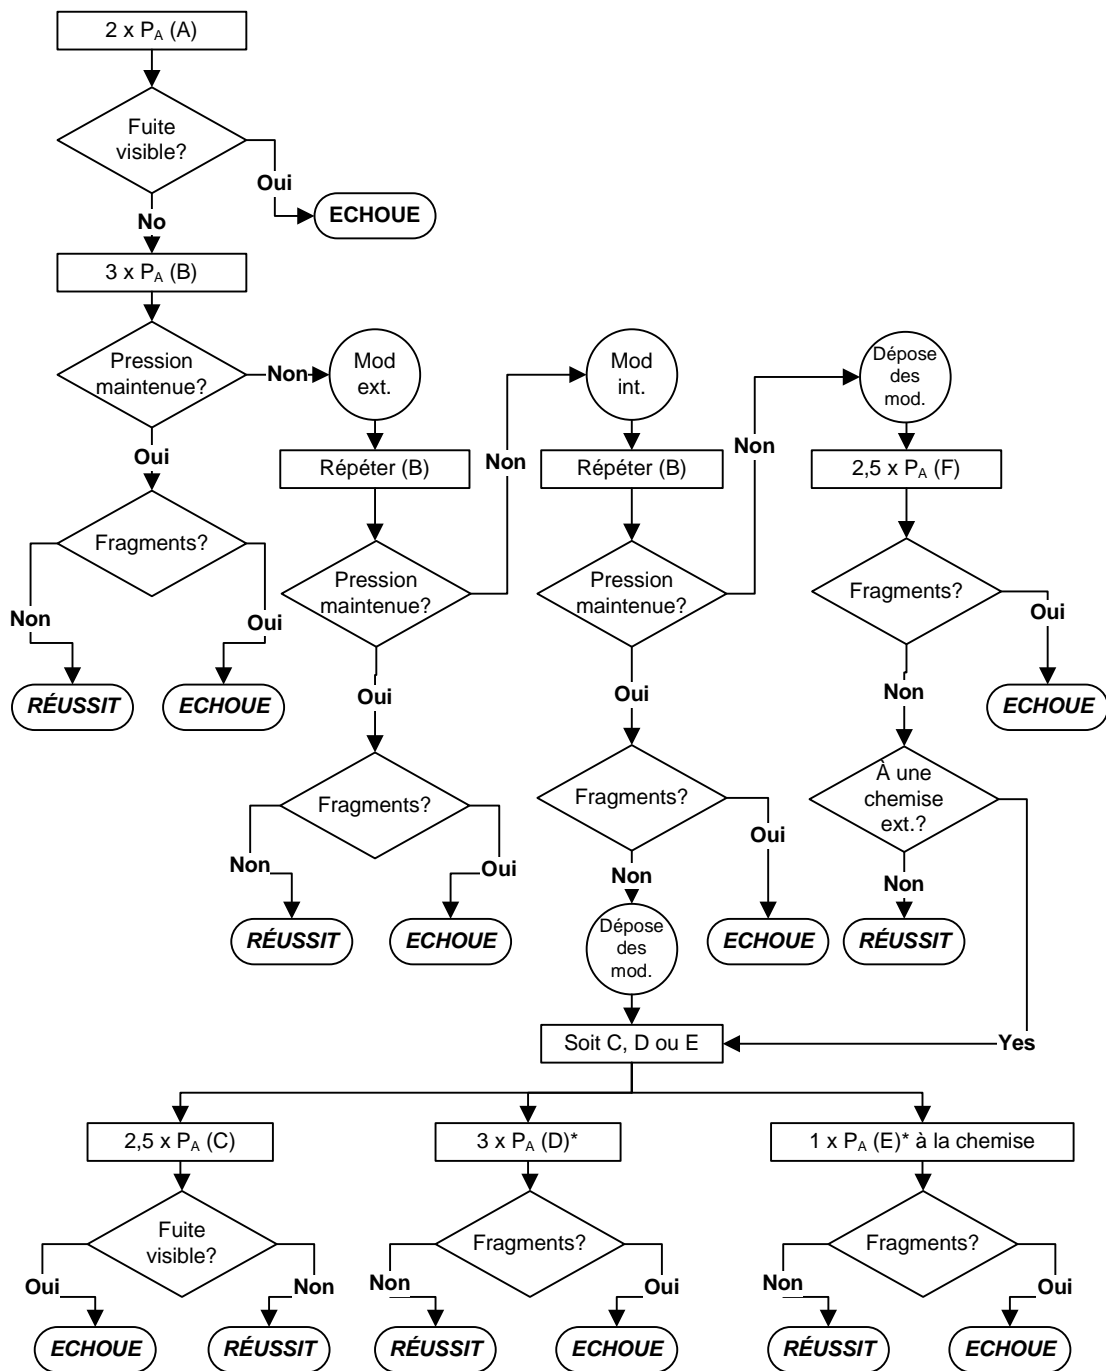 2 x PA (A)
Fuite
visible?
Oui
ECHOUE
No
3 x PA (B)
Pression
maintenue?
Non
Mod
ext.
Mod
int.
Dépose
des
mod.
Oui
Répéter (B)
Non
Répéter (B)
Non
2,5 x PA (F)
Fragments?
Pression
maintenue?
Pression
maintenue?
Fragments?
Non
Oui
Oui
RÉUSSIT
ECHOUE
Oui
Oui
Non
ECHOUE
Fragments?
Fragments?
À une
chemise
ext.?
Non
Oui
Oui
Non
Non
RÉUSSIT
ECHOUE
Dépose
des
mod.
ECHOUE
RÉUSSIT
Soit C, D ou E
Yes
2,5 x PA (C)
3 x PA (D)*
1 x PA (E)* à la chemise
Fuite
visible?
Fragments?
Fragments?
Oui
Non
Non
Oui
Non
Oui
ECHOUE
RÉUSSIT
RÉUSSIT
ECHOUE
RÉUSSIT
ECHOUE